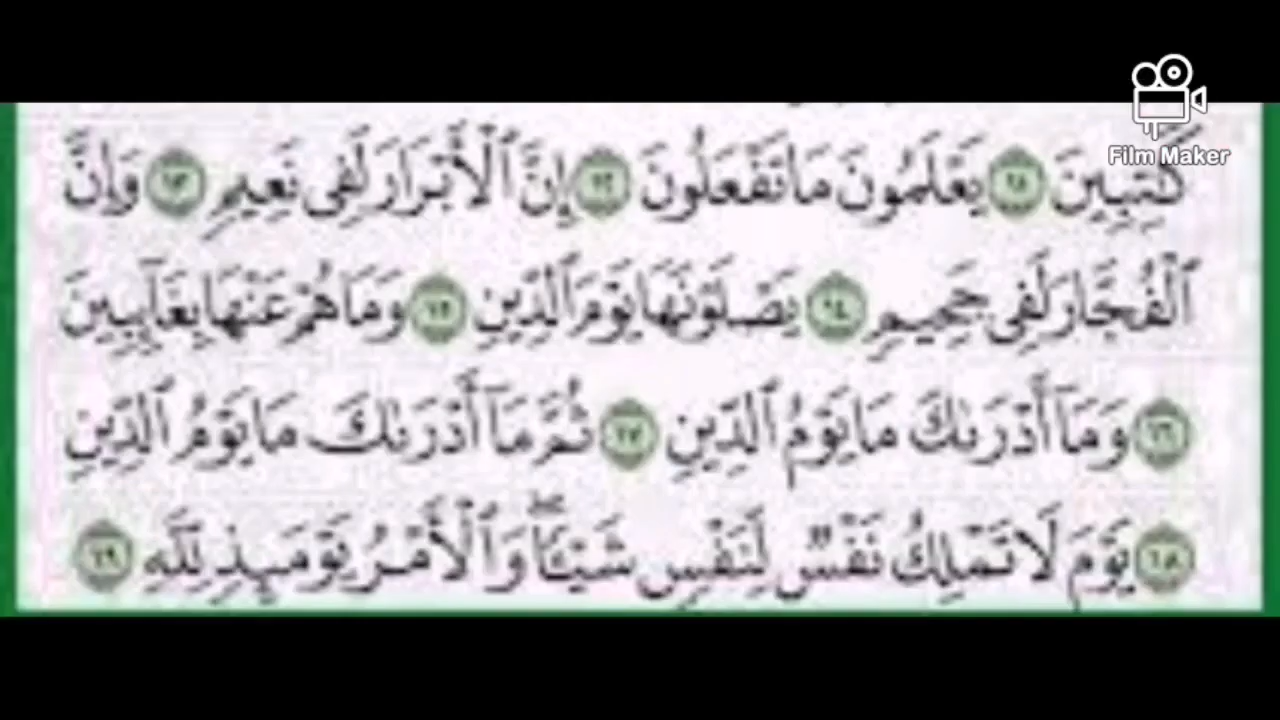 Film Maker
كَٰتِبِينَ ١١ يَعْلَمُونَ مَا تَفْعَلُونَ ١٢ إِنَّ ٱلْأَبْرَارَ لَفِى نَعِيمٍ ١٣ وَإِنَّ
ٱلْفُجَّارَ لَفِى جَحِيمٍ ١٤ يَصْلَوْنَهَا يَوْمَ ٱلدِّينِ ١٥ وَمَا هُمْ عَنْهَا بِغَآئِبِينَ
١٦ وَمَآ أَدْرَىٰكَ مَا يَوْمُ ٱلدِّينِ ١٧ ثُمَّ مَآ أَدْرَىٰكَ مَا يَوْمُ ٱلدِّينِ
١٨ يَوْمَ لَا تَمْلِكُ نَفْسٌ لِّنَفْسٍ شَيْـًٔا ۖ وَٱلْأَمْرُ يَوْمَئِذٍ لِّلَّهِ ١٩